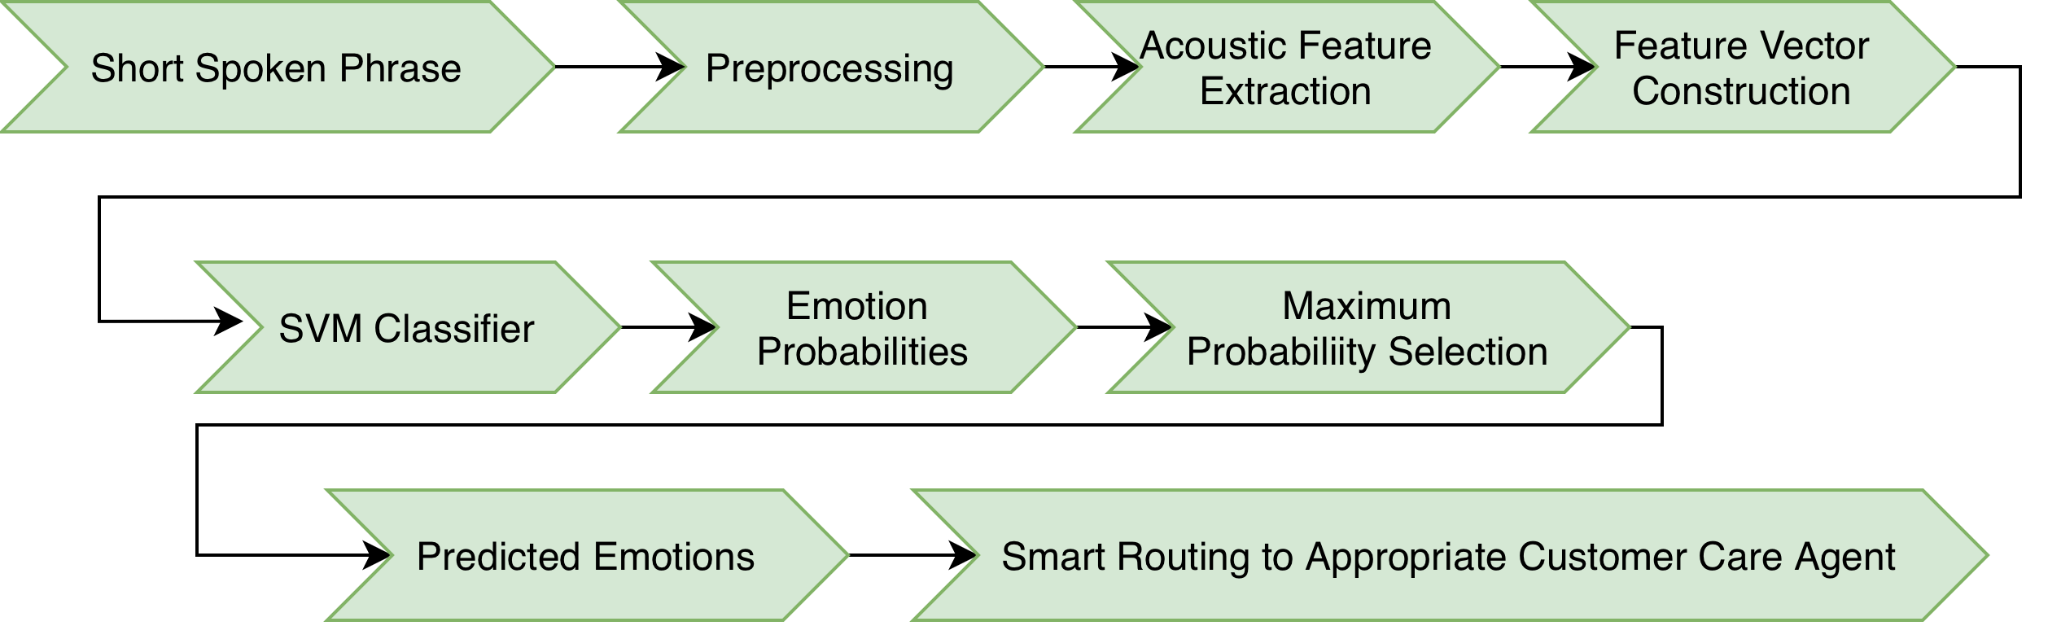 Short Spoken Phrase
Preprocessing
Acoustic Feature
Extraction
Feature Vector
Construction
SVM Classifier
Emotion
Probabilities
Maximum
Probabiliity Selection
Predicted Emotions
Smart Routing to Appropriate Customer Care Agent